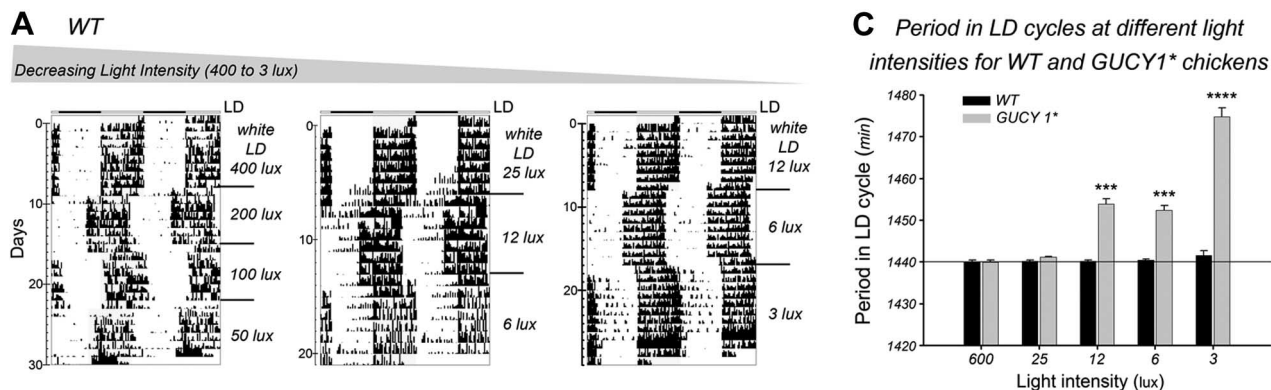 A WT
Decreasing Light Intensity (400 to 3 lux)
LD
white
LD
400 lux
200 lux
100 lux
50 lux
0
10
20
30
Days
LD
white
LD
25 lux
12 lux
6 lux
0
10
20
LD
white
LD
12 lux
6 lux
3 lux
0
10
20
C Period in LD cycles at different light
intensities for WT and GUCY1* chickens
WT
GUCY 1*
***
***
****
1480
1470
1460
1450
1440
1430
1420
Period in LD cycle (min)
600 25 12 6 3
Light intensity (lux)